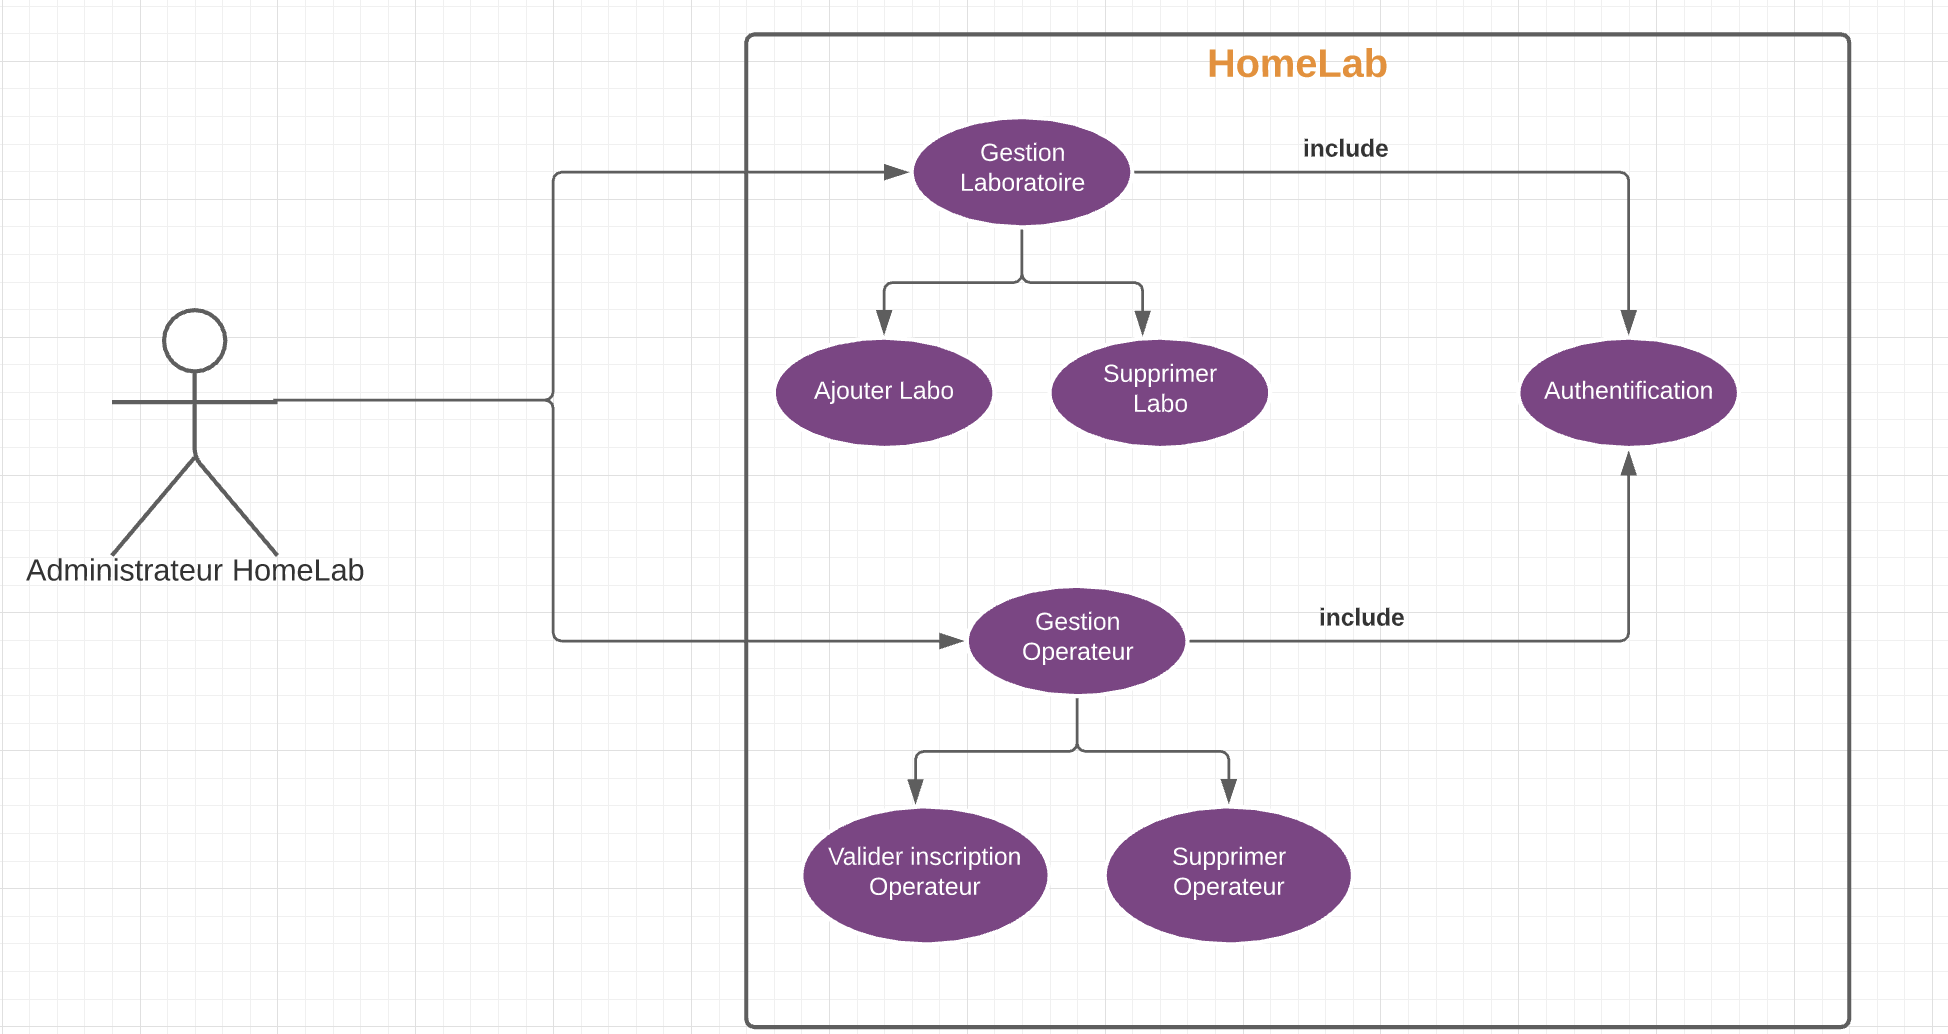 HomeLab
Gestion
Laboratoire
include
Ajouter Labo
Supprimer
Labo
Authentification
Administrateur HomeLab
Gestion
Operateur
include
Valider inscription
Operateur
Supprimer
Operateur